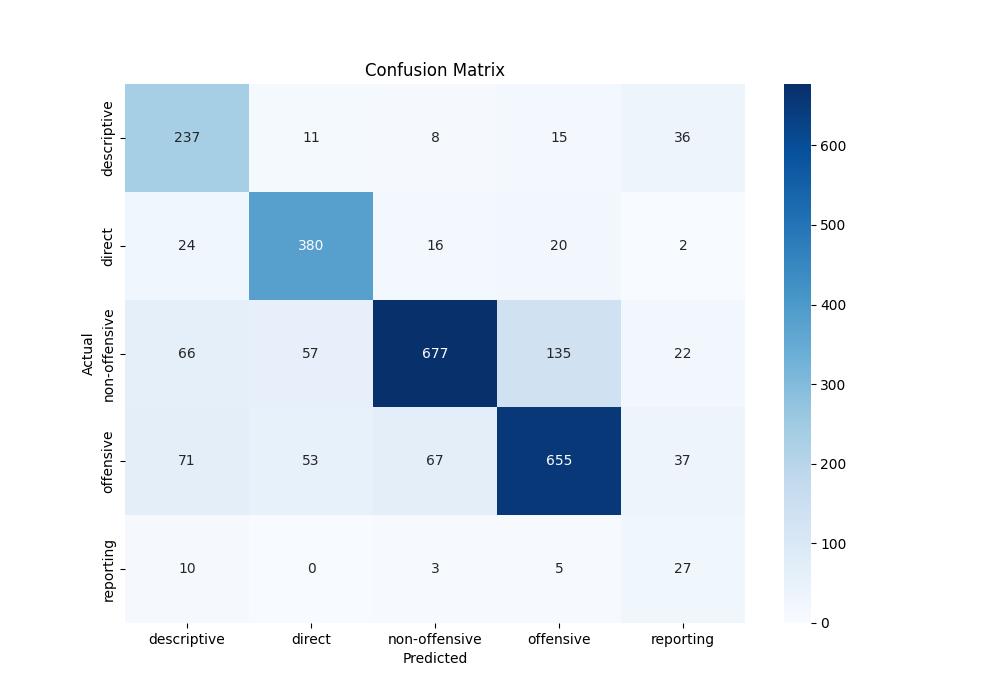 Confusion Matrix
Actual
descriptive
237 11 8 15 36
direct
24 380 16 20 2
non-offensive
66 57 677 135 22
offensive
71 53 67 655 37
reporting
10 0 3 5 27
descriptive direct non-offensive offensive reporting
Predicted
600
500
400
300
200
100
0